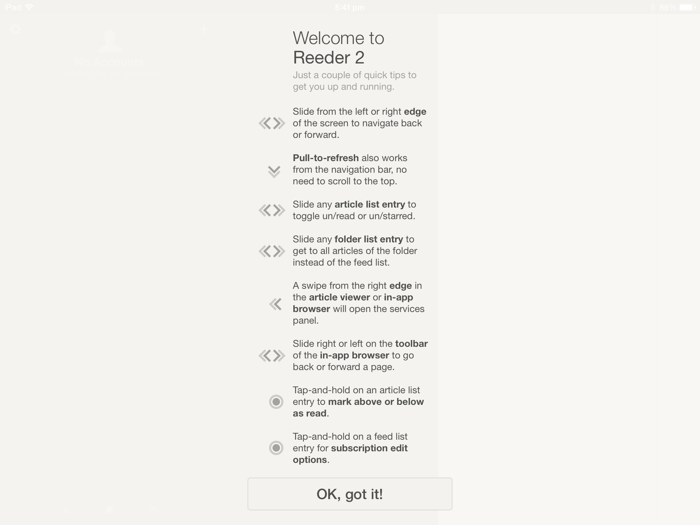 Welcome to
Reeder 2
Just a couple of quick tips to
get you up and running.
Slide from the left or right edge
of the screen to navigate back
or forward.
Pull-to-refresh also works
from the navigation bar, no
need to scroll to the top.
Slide any article list entry to
toggle un/read or un/starred.
Slide any folder list entry to
get to all articles of the folder
instead of the feed list.
A swipe from the right edge in
the article viewer or in-app
browser will open the services
panel.
Slide right or left on the toolbar
of the in-app browser to go
back or forward a page.
Tap-and-hold on an article list
entry to mark above or below
as read.
Tap-and-hold on a feed list
entry for subscription edit
options.
OK, got it!